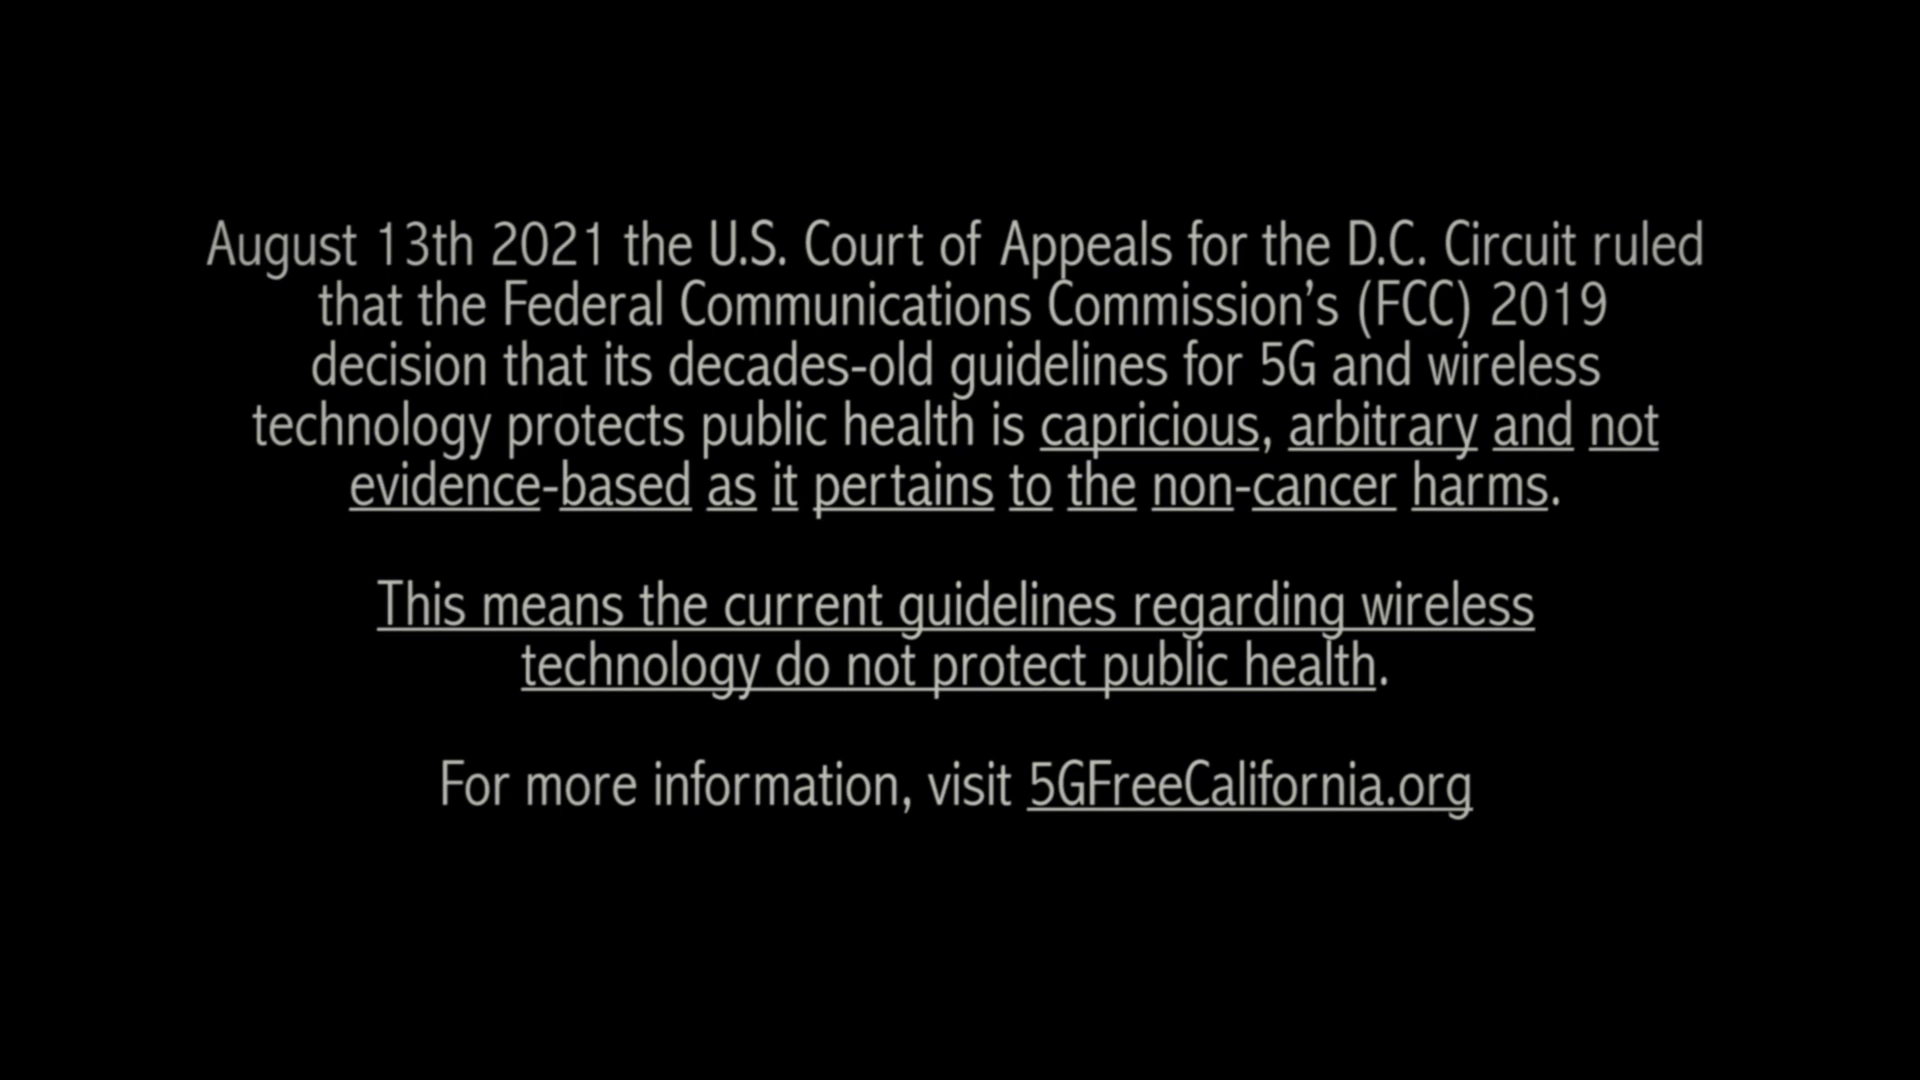 August 13th 2021 the U.S. Court of Appeals for the D.C. Circuit ruled
that the Federal Communications Commission’s (FCC) 2019
decision that its decades-old guidelines for 5G and wireless
technology protects public health is capricious, arbitrary and not
evidence-based as it pertains to the non-cancer harms.
This means the current guidelines regarding wireless
technology do not protect public health.
For more information, visit 5GFreeCalifornia.org